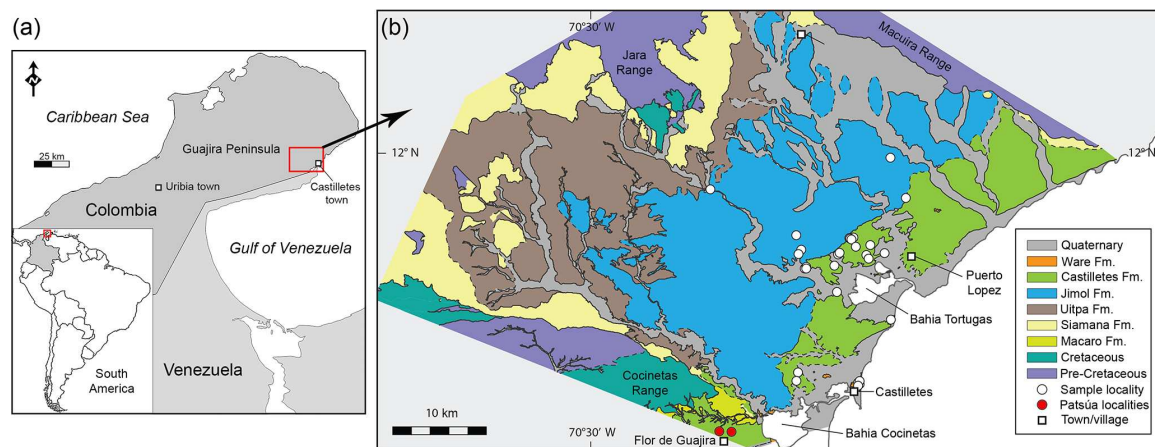 (a)
N
Caribbean Sea
25 km
Guajira Peninsula
Uribia town
Castilletes
town
Colombia
Gulf of Venezuela
Venezuela
South
America
(b)
70°30' W
Macuira Range
Jara
Range
12° N
12° N
Puerto
Lopez
Bahia Tortugas
Castilletes
Cocinetas
Range
10 km
70°30' W
Flor de Guajira
Bahia Cocinetas
Quaternary
Ware Fm.
Castilletes Fm.
Jimol Fm.
Uitpa Fm.
Siamana Fm.
Macaro Fm.
Cretaceous
Pre-Cretaceous
Sample locality
Patsúa localities
Town/village